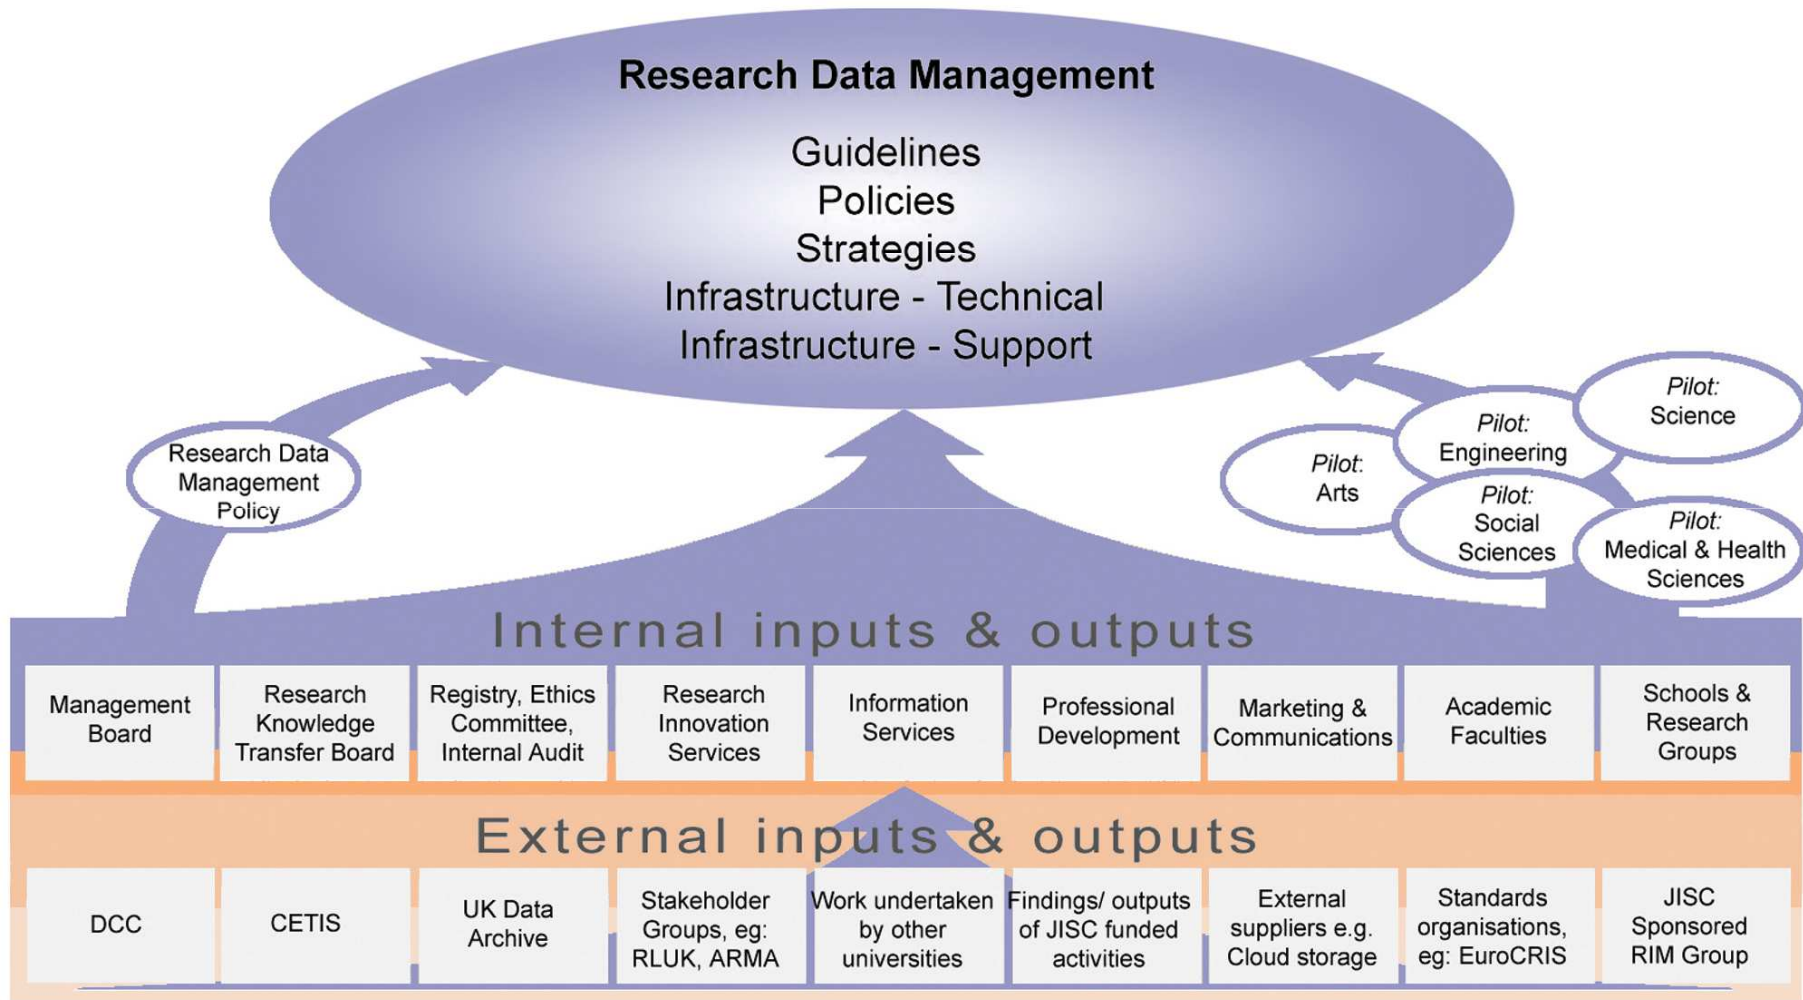 Research Data Management
Guidelines
Policies
Strategies
Infrastructure - Technical
Infrastructure - Support
Research Data
Management
Policy
Pilot:
Arts
Pilot:
Engineering
Pilot:
Science
Pilot:
Social
Sciences
Pilot:
Medical & Health
Sciences
Internal inputs & outputs
Management
Board
Research
Knowledge
Transfer Board
Registry, Ethics
Committee,
Internal Audit
Research
Innovation
Services
Information
Services
Professional
Development
Marketing &
Communications
Academic
Faculties
Schools &
Research
Groups
External inputs & outputs
DCC
CETIS
UK Data
Archive
Stakeholder
Groups, eg:
RLUK, ARMA
Work undertaken
by other
universities
Findings/ outputs
of JISC funded
activities
External
suppliers e.g.
Cloud storage
Standards
organisations,
eg: EuroCRIS
JISC
Sponsored
RIM Group